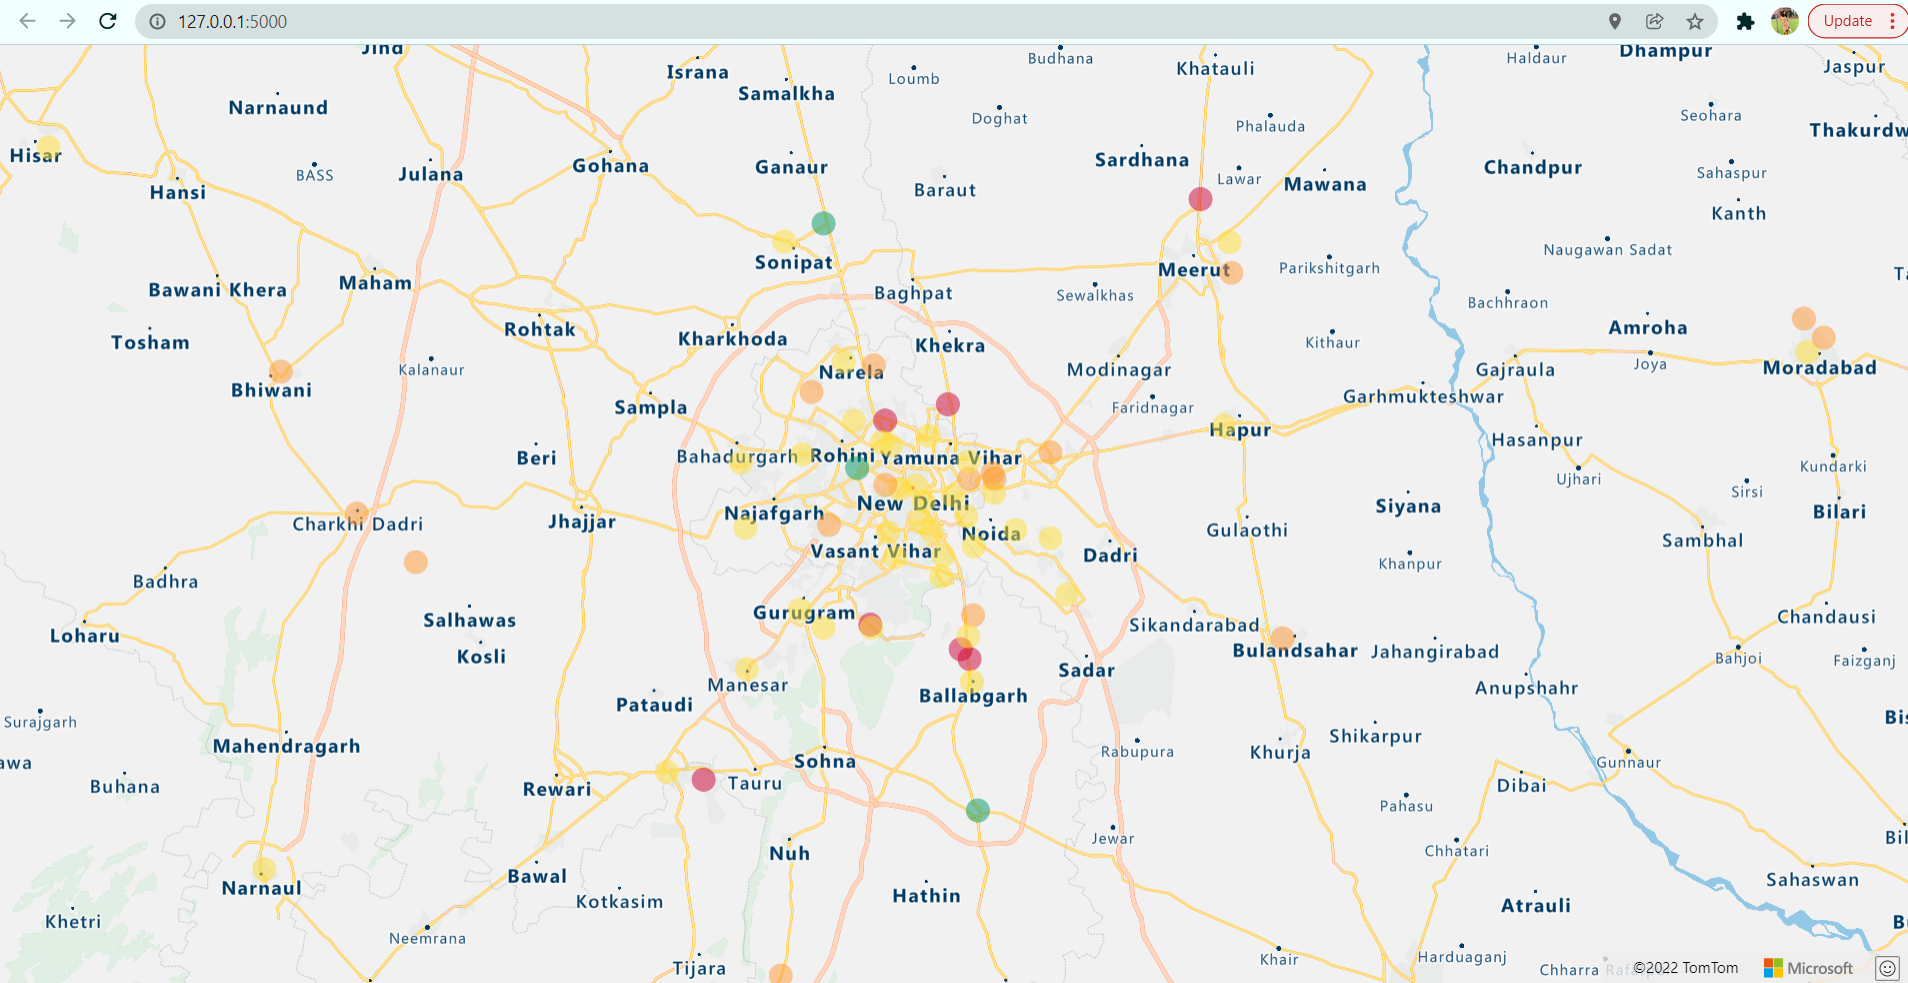 127.0.0.1:5000
Update
Jind
Israna
Loumb
Budhana
Khatauli
Haldaur
Dhampur
Jaspur
Narnaund
Samalkha
Doghat
Phalauda
Seohara
Thakurdw
Hisar
BASS
Julana
Gohana
Ganaur
Sardhana
Lawar
Mawana
Chandpur
Sahaspur
Hansi
Baraut
Kanth
Sonipat
Meerut
Parikshitgarh
Naugawan Sadat
Bawani Khera
Maham
Baghpat
Sewalkhas
Bachhraon
Tosham
Rohtak
Kharkhoda
Khekra
Kithaur
Amroha
Kalanaur
Narela
Modinagar
Gajraula
Joya
Moradabad
Bhiwani
Sampla
Faridnagar
Garhmukteshwar
Hapur
Hasanpur
Beri
Bahadurgarh
Rohini
Yamuna Vihar
Ujhari
Kundarki
Sirsi
Charkhi Dadri
Jhajjar
Najafgarh
New Delhi
Noida
Gulaothi
Siyana
Bilari
Vasant Vihar
Dadri
Khanpur
Sambhal
Badhra
Salhawas
Gurugram
Sikandarabad
Chandausi
Loharu
Kosli
Bulandsahar
Jahangirabad
Bahjoi
Faizganj
Manesar
Sadar
Anupshahr
Surajgarh
Pataudi
Ballabgarh
Mahendragarh
Rabupura
Khurja
Shikarpur
Bis
awa
Buhana
Rewari
Tauru
Sohna
Gunnaur
Dibai
Pahasu
Nuh
Jewar
Chhatari
Bil
Narnaul
Bawal
Kotkasim
Hathin
Sahaswan
Khetri
Neemrana
Atrauli
Tijara
Khair
Harduaganj
Chharra
©2022 TomTom
Microsoft